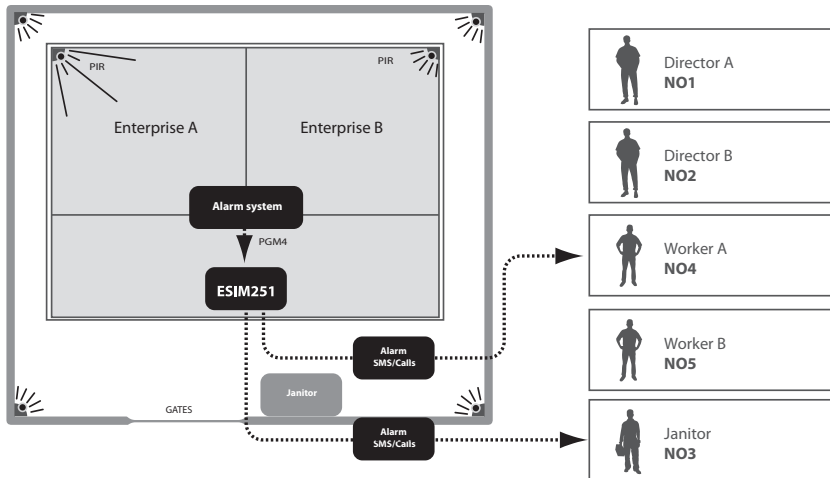 PIR
PIR
Enterprise A
Enterprise B
Alarm system
PGM4
ESIM251
Alarm
SMS/Calls
Janitor
GATES
Alarm
SMS/Calls
Director A
NO1
Director B
NO2
Worker A
NO4
Worker B
NO5
Janitor
NO3